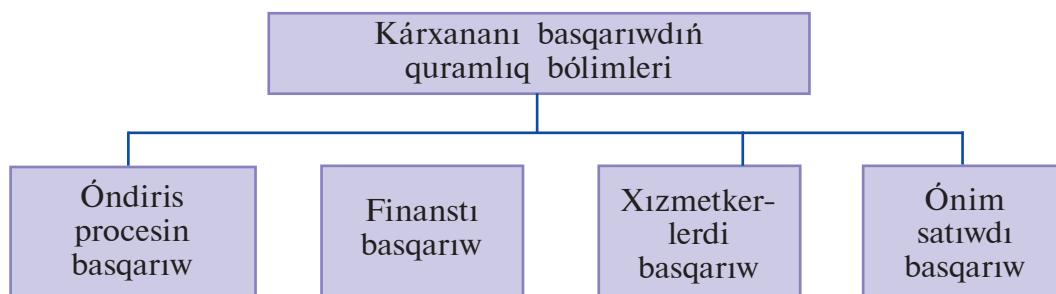 Kárxananı basqarıwdıń
quramlıq bólimleri
Óndiris
procesin
basqarıw
Finanstı
basqarıw
Xızmetker-
lerdi
basqarıw
Ónim
satıwdı
basqarıw